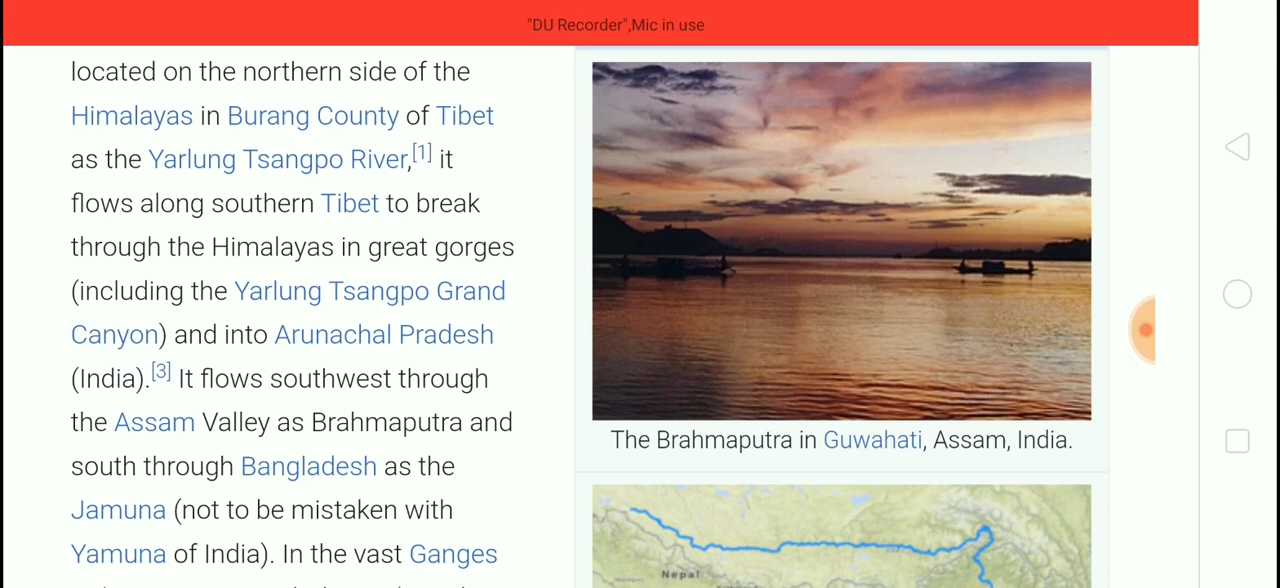 "DU Recorder",Mic in use
located on the northern side of the
Himalayas in Burang County of Tibet
as the Yarlung Tsangpo River,[1] it
flows along southern Tibet to break
through the Himalayas in great gorges
(including the Yarlung Tsangpo Grand
Canyon) and into Arunachal Pradesh
(India).[3] It flows southwest through
the Assam Valley as Brahmaputra and
south through Bangladesh as the
Jamuna (not to be mistaken with
Yamuna of India). In the vast Ganges
The Brahmaputra in Guwahati, Assam, India.
Nepal